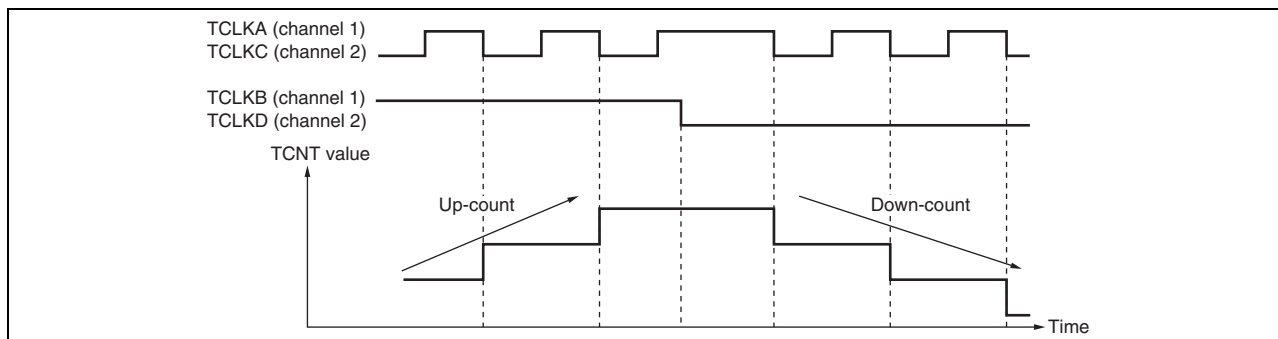 TCLKA (channel 1)
TCLKC (channel 2)
TCLKB (channel 1)
TCLKD (channel 2)
TCNT value
Up-count
Down-count
Time